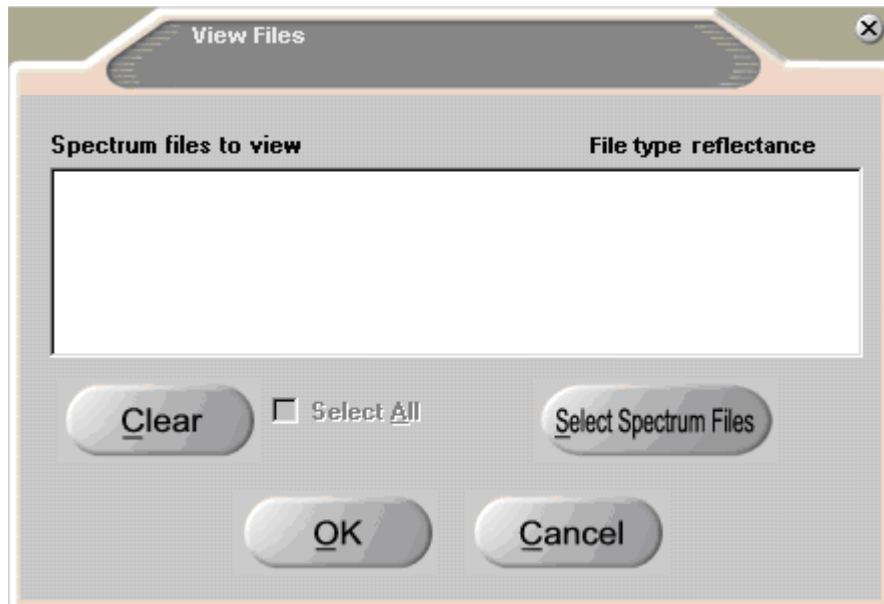 View Files
Spectrum files to view File type reflectance
Clear Select All Select Spectrum Files
OK Cancel